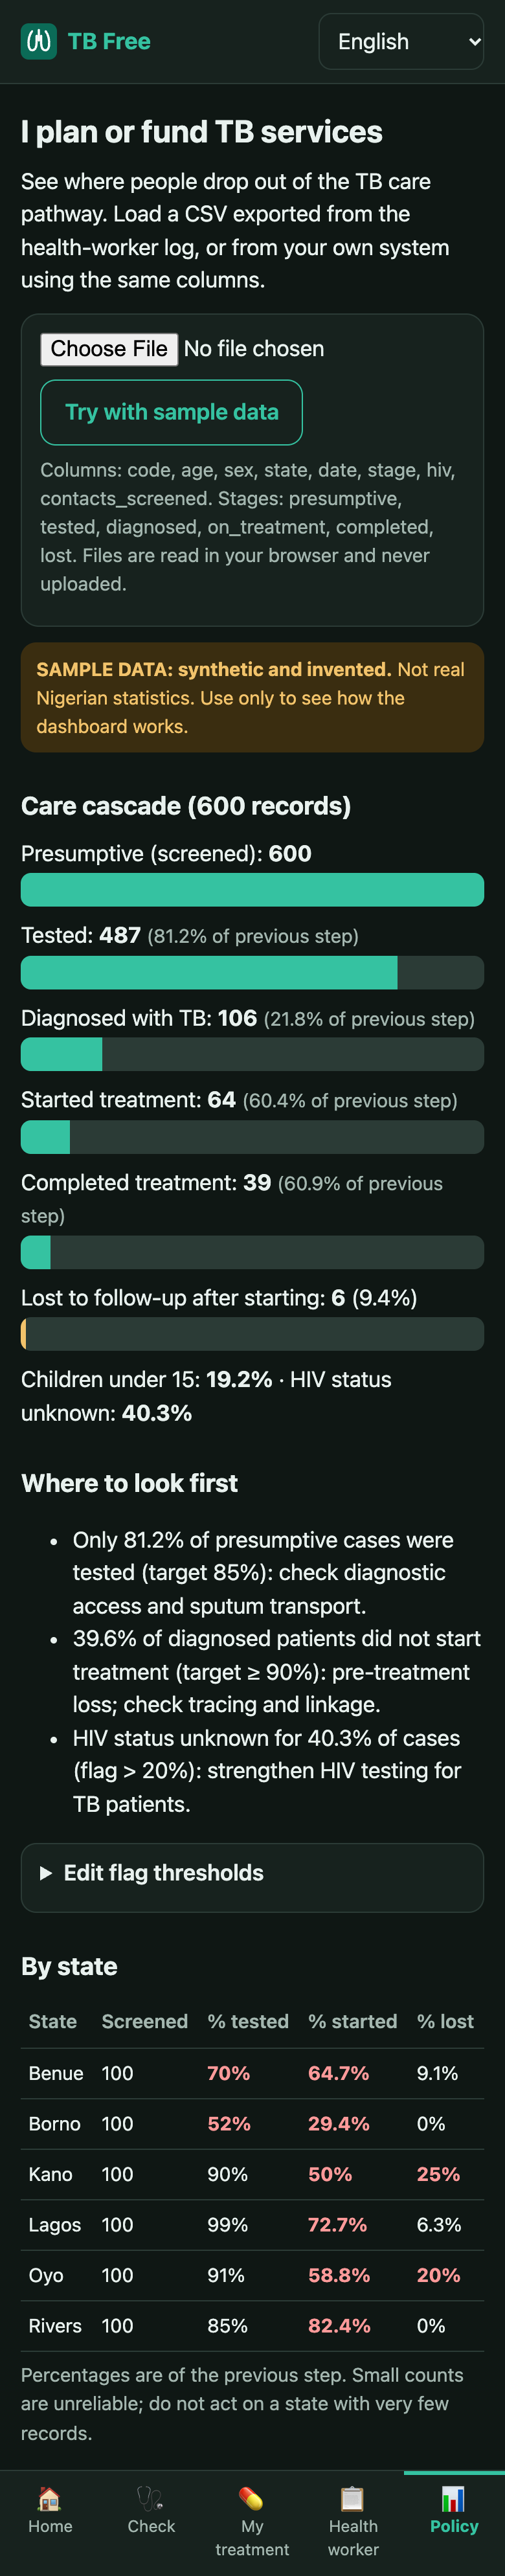 TB Free
English
I plan or fund TB services
See where people drop out of the TB care
pathway. Load a CSV exported from the
health-worker log, or from your own system
using the same columns.
Choose File No file chosen
Try with sample data
Columns: code, age, sex, state, date, stage, hiv,
contacts_screened. Stages: presumptive,
tested, diagnosed, on_treatment, completed,
lost. Files are read in your browser and never
uploaded.
SAMPLE DATA: synthetic and invented. Not real
Nigerian statistics. Use only to see how the
dashboard works.
Care cascade (600 records)
Presumptive (screened): 600
Tested: 487 (81.2% of previous step)
Diagnosed with TB: 106 (21.8% of previous step)
Started treatment: 64 (60.4% of previous step)
Completed treatment: 39 (60.9% of previous
step)
Lost to follow-up after starting: 6 (9.4%)
Children under 15: 19.2% · HIV status
unknown: 40.3%
Where to look first
• Only 81.2% of presumptive cases were
tested (target 85%): check diagnostic
access and sputum transport.
• 39.6% of diagnosed patients did not start
treatment (target ≥ 90%): pre-treatment
loss; check tracing and linkage.
• HIV status unknown for 40.3% of cases
(flag > 20%): strengthen HIV testing for
TB patients.
Edit flag thresholds
By state
State Screened % tested % started % lost
Benue 100 70% 64.7% 9.1%
Borno 100 52% 29.4% 0%
Kano 100 90% 50% 25%
Lagos 100 99% 72.7% 6.3%
Oyo 100 91% 58.8% 20%
Rivers 100 85% 82.4% 0%
Percentages are of the previous step. Small counts
are unreliable; do not act on a state with very few
records.
Home
Check
My
treatment
Health
worker
Policy